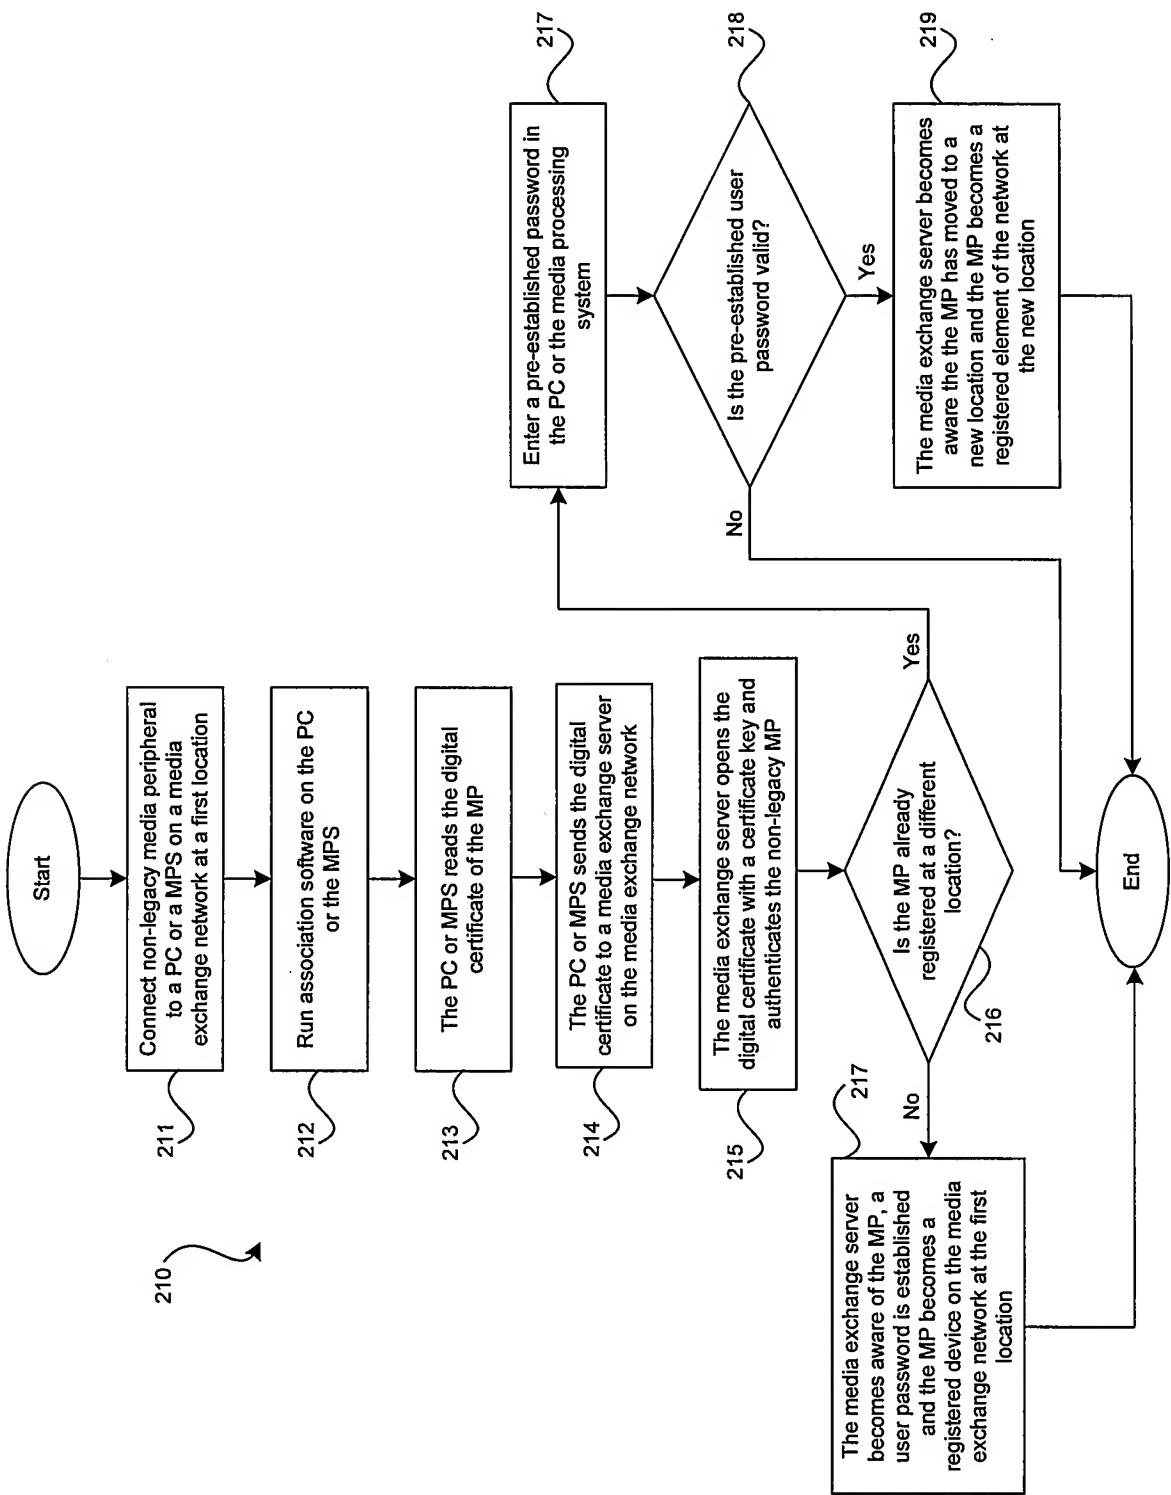 Start
Connect non-legacy media peripheral
to a PC or a MPS on a media
exchange network at a first location
211
Run association software on the PC
or the MPS
212
The PC or MPS reads the digital
certificate of the MP
213
The PC or MPS sends the digital
certificate to a media exchange server
on the media exchange network
214
The media exchange server opens the
digital certificate with a certificate key and
authenticates the non-legacy MP
215
Is the MP already
registered at a different
location?
216
No
Yes
The media exchange server
becomes aware of the MP, a
user password is established
and the MP becomes a
registered device on the media
exchange network at the first
location
217
Enter a pre-established password in
the PC or the media processing
system
217
Is the pre-established user
password valid?
218
No
Yes
The media exchange server becomes
aware the the MP has moved to a
new location and the MP becomes a
registered element of the network at
the new location
219
End
210